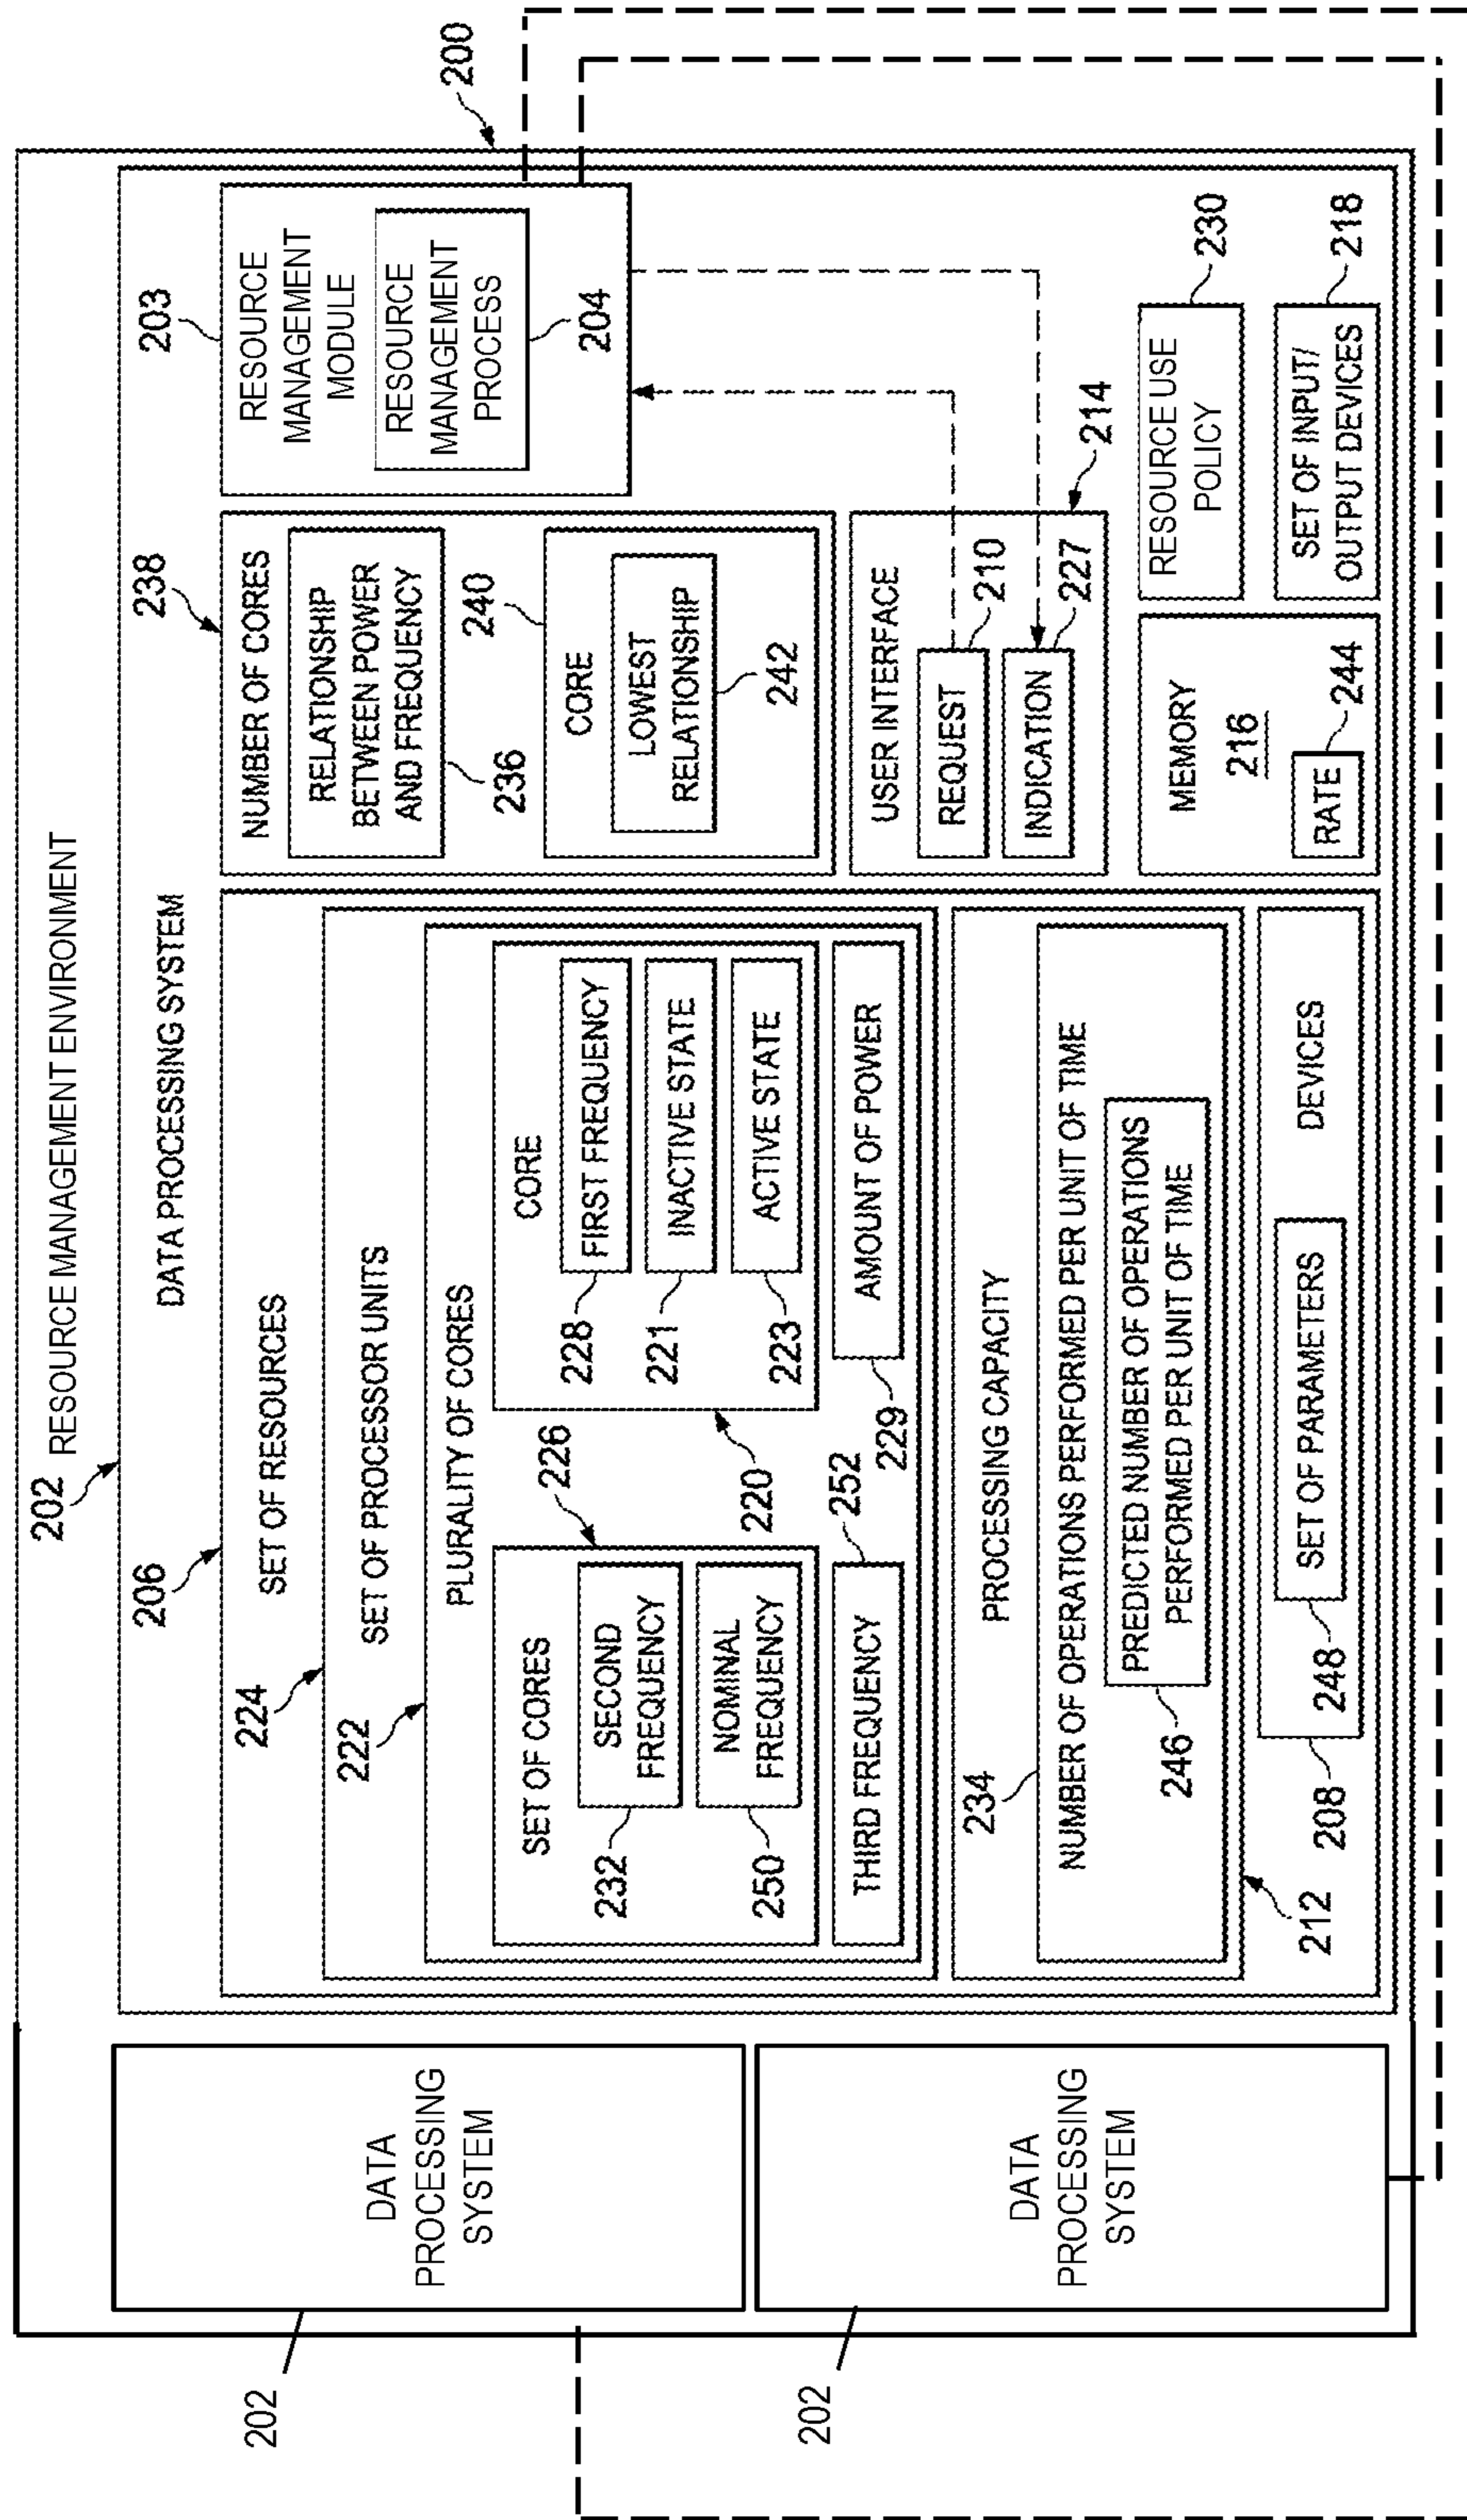 RESOURCE MANAGEMENT ENVIRONMENT
200
202
DATA PROCESSING SYSTEM
206
SET OF RESOURCES
224
SET OF PROCESSOR UNITS
222
PLURALITY OF CORES
226
SET OF CORES
232
SECOND
FREQUENCY
250
NOMINAL
FREQUENCY
220
CORE
228
FIRST FREQUENCY
221
INACTIVE STATE
223
ACTIVE STATE
252
THIRD FREQUENCY
229
AMOUNT OF POWER
212
PROCESSING CAPACITY
234
NUMBER OF OPERATIONS PERFORMED PER UNIT OF TIME
246
PREDICTED NUMBER OF OPERATIONS
PERFORMED PER UNIT OF TIME
208
DEVICES
248
SET OF PARAMETERS
238
NUMBER OF CORES
RELATIONSHIP
BETWEEN POWER
AND FREQUENCY
236
240
CORE
LOWEST
RELATIONSHIP
242
203
RESOURCE
MANAGEMENT
MODULE
RESOURCE
MANAGEMENT
PROCESS
204
214
USER INTERFACE
REQUEST
210
INDICATION
227
MEMORY
216
RATE
244
RESOURCE USE
POLICY
230
SET OF INPUT/
OUTPUT DEVICES
218
202
DATA
PROCESSING
SYSTEM
202
DATA
PROCESSING
SYSTEM